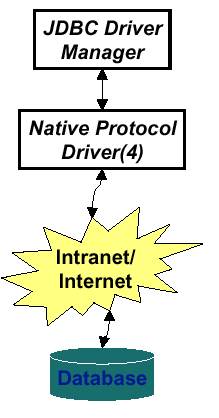 JDBC Driver
Manager
Native Protocol
Driver(4)
Intranet/
Internet
Database